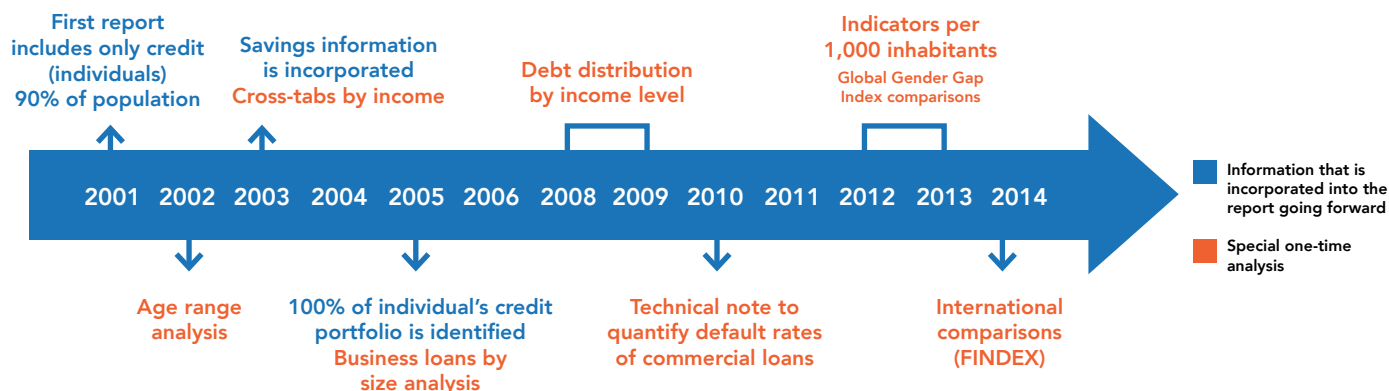 First report
includes only credit
(individuals)
90% of population
Savings information
is incorporated
Cross-tabs by income
Debt distribution
by income level
Indicators per
1,000 inhabitants
Global Gender Gap
Index comparisons
2001 2002 2003 2004 2005 2006 2008 2009 2010 2011 2012 2013 2014
Information that is
incorporated into the
report going forward
Special one-time
analysis
Age range
analysis
100% of individual’s credit
portfolio is identified
Business loans by
size analysis
Technical note to
quantify default rates
of commercial loans
International
comparisons
(FINDEX)